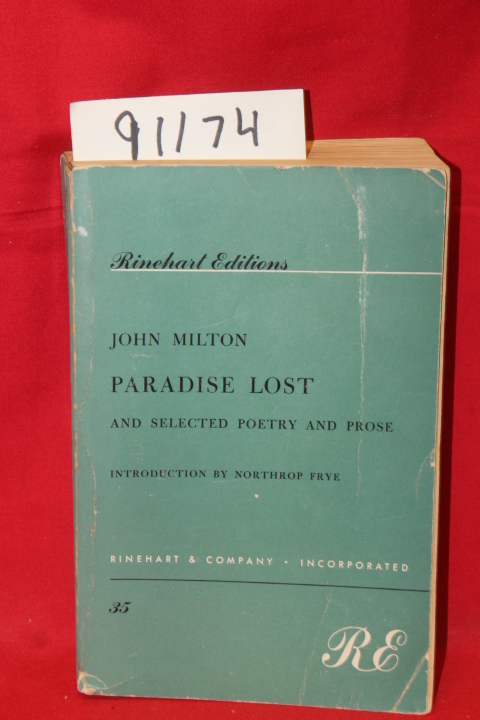 91174
Rinehart Editions
JOHN MILTON
PARADISE LOST
AND SELECTED POETRY AND PROSE
INTRODUCTION BY NORTHROP FRYE
RINEHART & COMPANY • INCORPORATED
35
RE